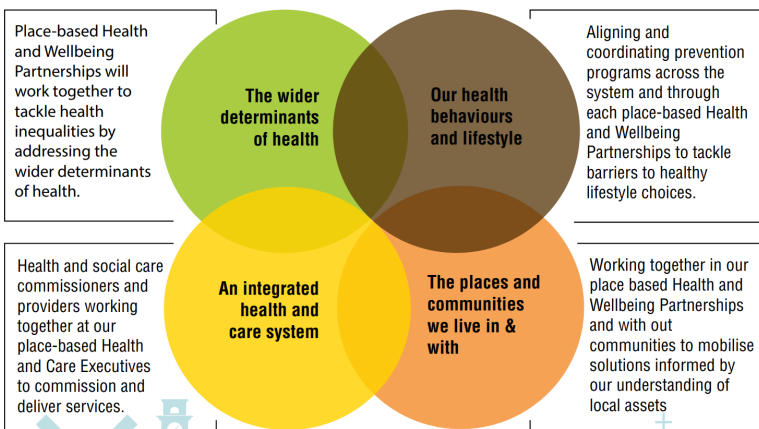 Place-based Health
and Wellbeing
Partnerships will
work together to
tackle health
inequalities by
addressing the
wider determinants
of health.
The wider
determinants
of health
Our health
behaviours
and lifestyle
Aligning and
coordinating prevention
programs across the
system and through
each place-based Health
and Wellbeing
Partnerships to tackle
barriers to healthy
lifestyle choices.
Health and social care
commissioners and
providers working
together at our
place-based Health
and Care Executives
to commission and
deliver services.
An integrated
health and
care system
The places and
communities
we live in &
with
Working together in our
place based Health and
Wellbeing Partnerships
and with out
communities to mobilise
solutions informed by
our understanding of
local assets